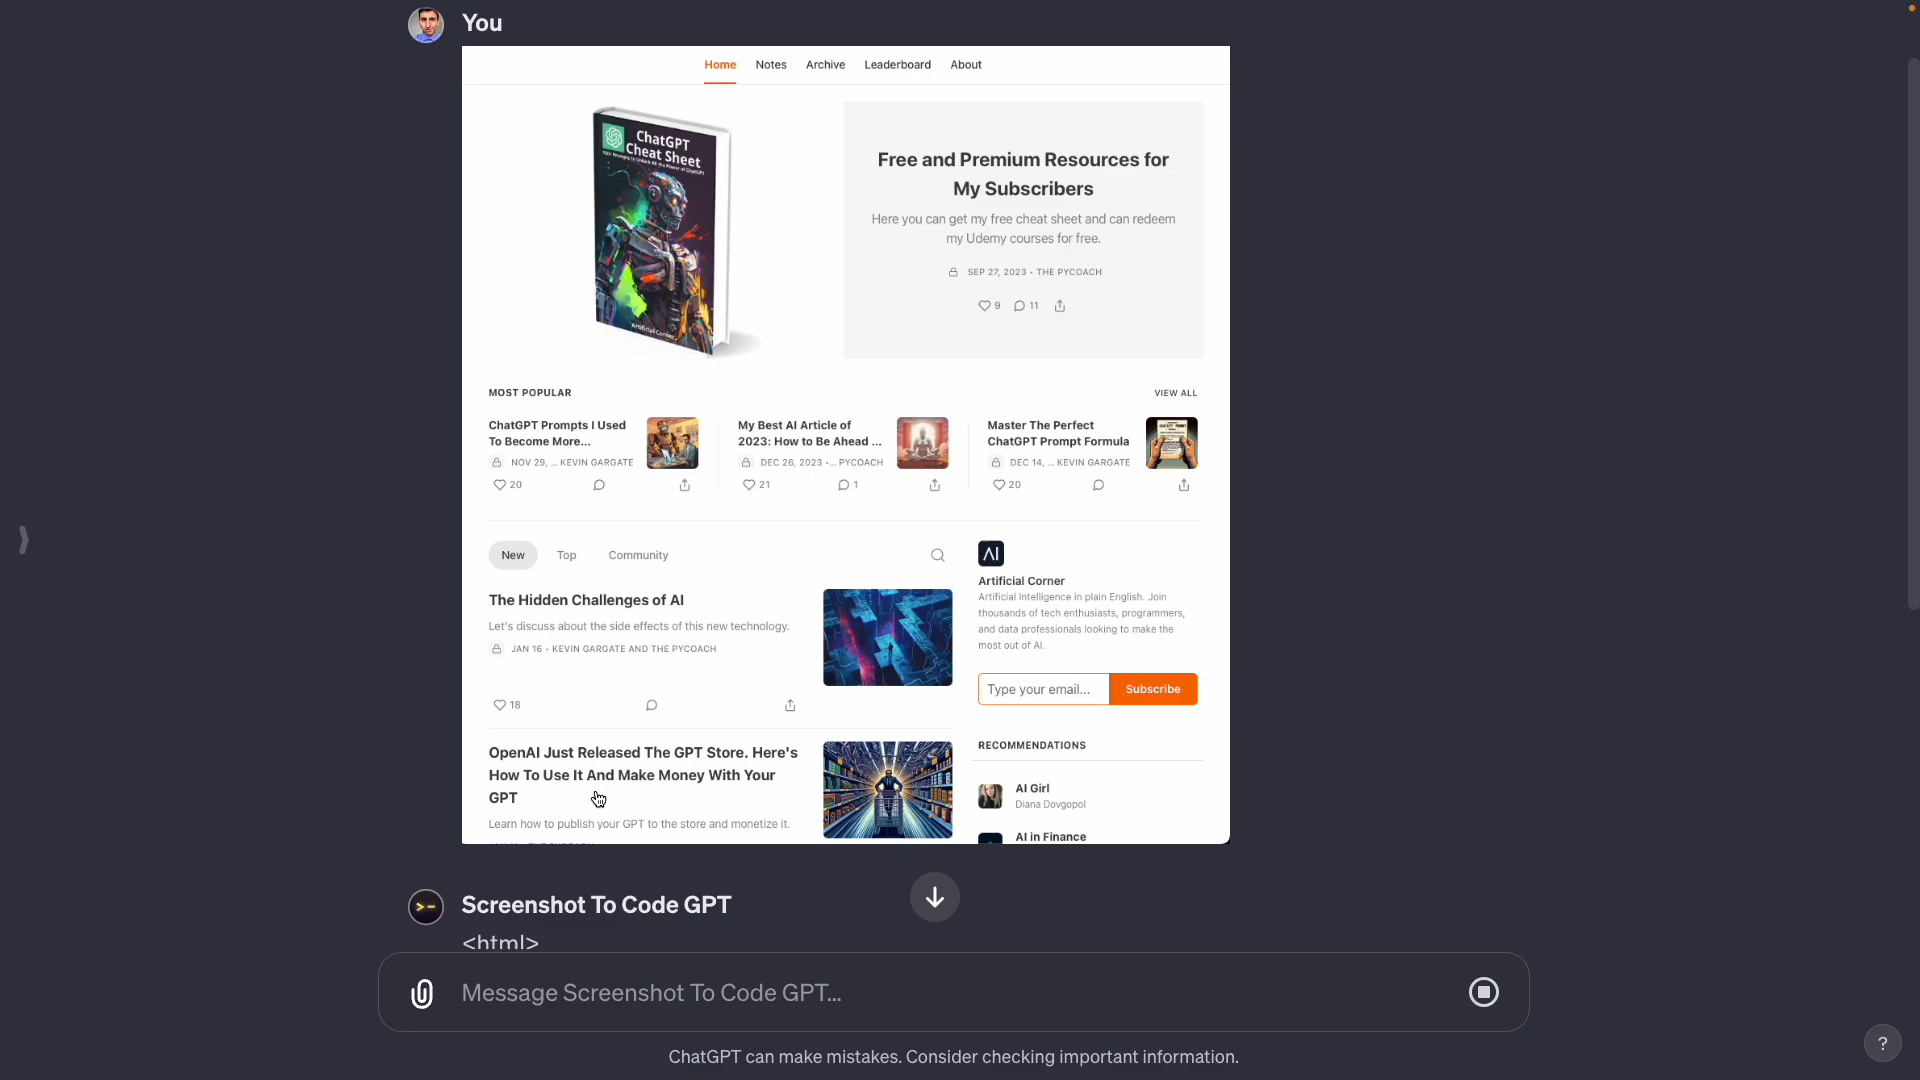 You
Home Notes Archive Leaderboard About
ChatGPT
Cheat Sheet
Artificial Corner
Free and Premium Resources for
My Subscribers
Here you can get my free cheat sheet and can redeem
my Udemy courses for free.
SEP 27, 2023 • THE PYCOACH
9 11
MOST POPULAR
VIEW ALL
ChatGPT Prompts I Used
To Become More...
NOV 29, ... KEVIN GARGATE
20
My Best AI Article of
2023: How to Be Ahead ...
DEC 26, 2023 •... PYCOACH
21 1
Master The Perfect
ChatGPT Prompt Formula
DEC 14, ... KEVIN GARGATE
20
New Top Community
The Hidden Challenges of AI
Let's discuss about the side effects of this new technology.
JAN 16 • KEVIN GARGATE AND THE PYCOACH
18
OpenAI Just Released The GPT Store. Here's
How To Use It And Make Money With Your
GPT
Learn how to publish your GPT to the store and monetize it.
AI
Artificial Corner
Artificial Intelligence in plain English. Join
thousands of tech enthusiasts, programmers,
and data professionals looking to make the
most out of AI.
Type your email... Subscribe
RECOMMENDATIONS
AI Girl
Diana Dovgopol
AI in Finance
Screenshot To Code GPT
<html>
Message Screenshot To Code GPT...
ChatGPT can make mistakes. Consider checking important information.
?